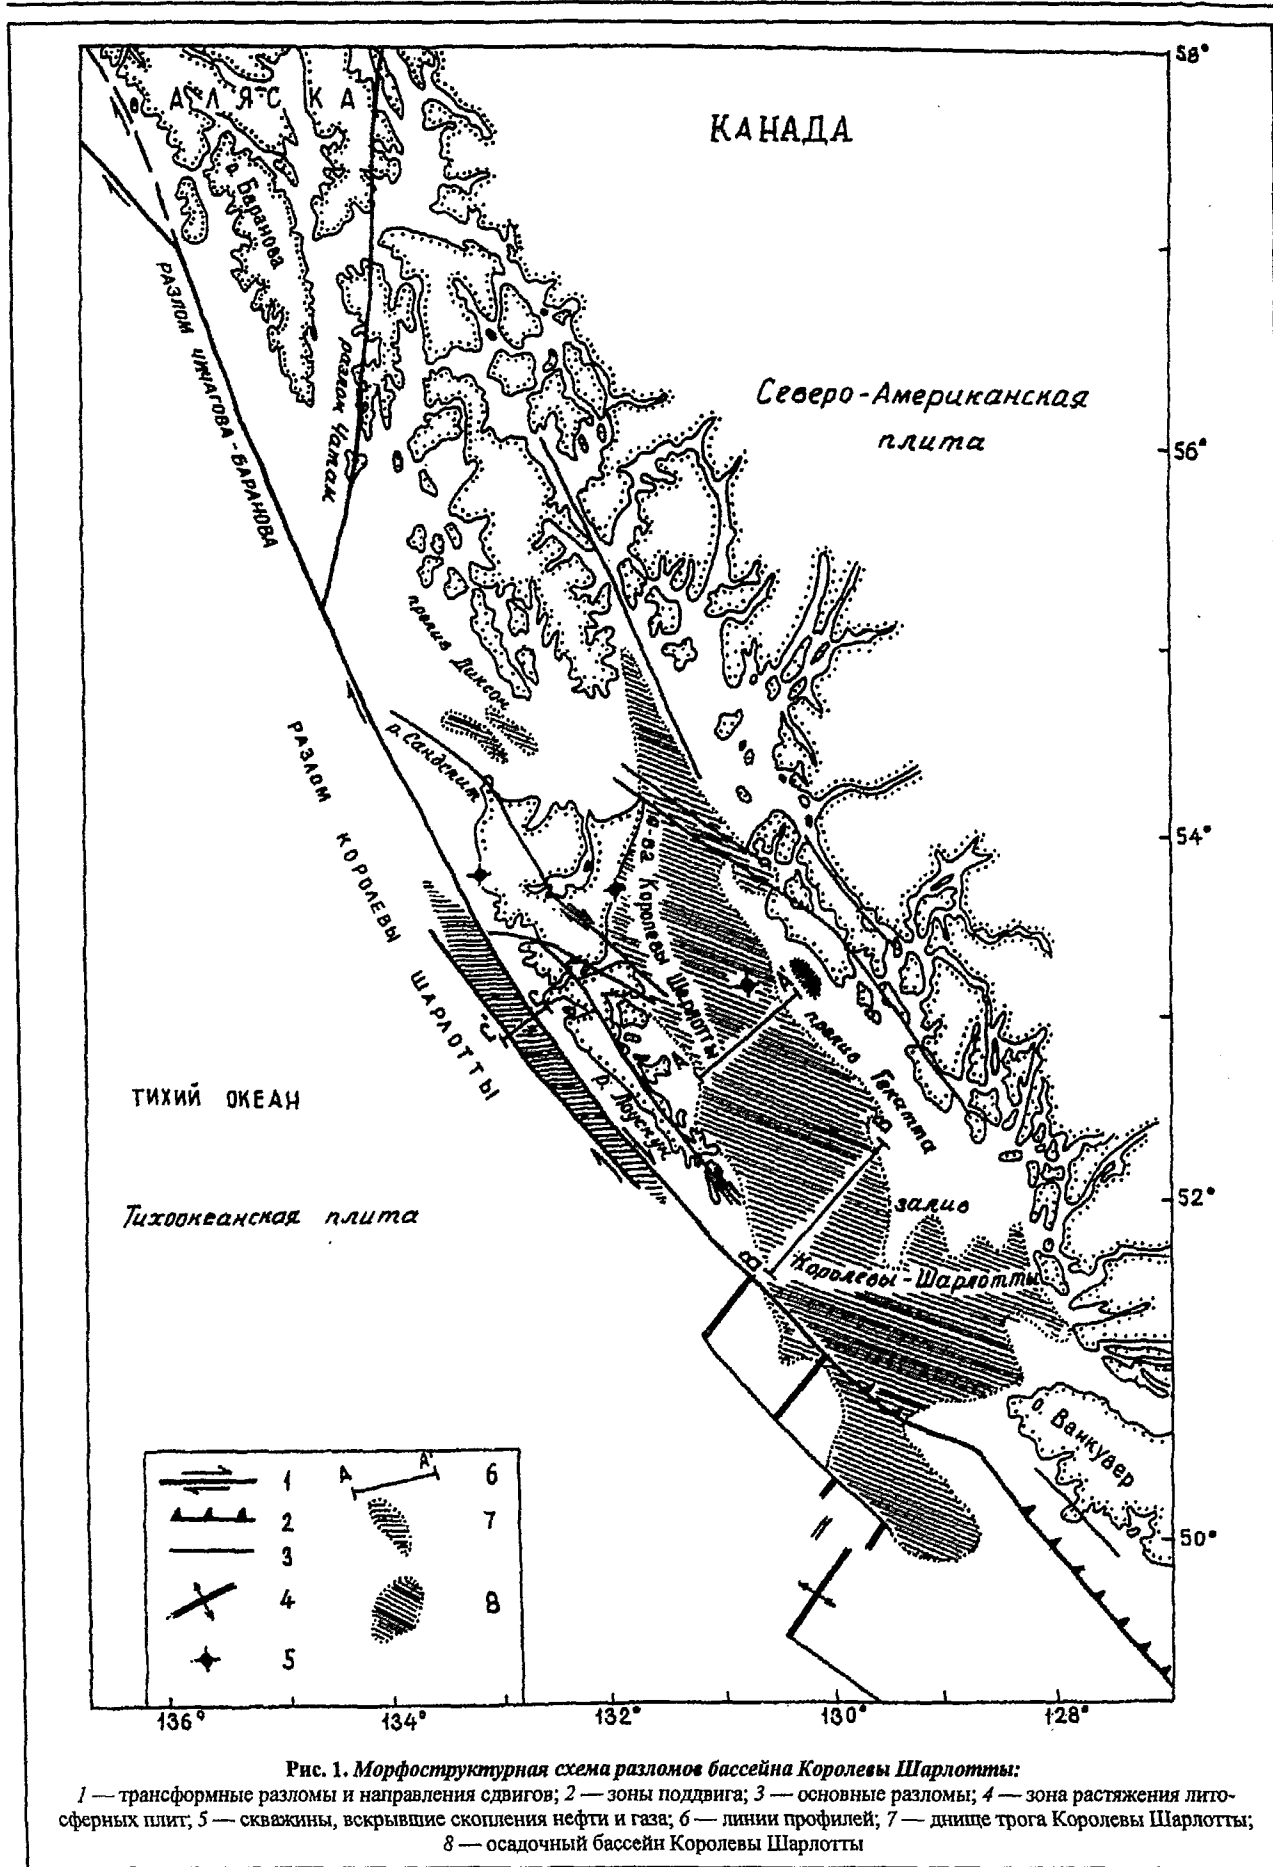 58°
АЛЯСКА
КАНАДА
о. Баранова
РАЗЛОМ ЧИЧАГОВА-БАРАНОВА
разлом Чатам
Северо-Американская
плита
56°
пролив Диксон
р. Сандспит
РАЗЛОМ КОРОЛЕВЫ ШАРЛОТТЫ
54°
о-ва Королевы Шарлотты
А
А
пролив Гекатта
С
С
р. Лоускун
В
В
ТИХИЙ ОКЕАН
Тихоокеанская плита
52°
залив
Королевы-Шарлотты
о. Ванкувер
50°
1
2
3
4
5
А А'
6
7
8
136° 134° 132° 130° 128°
Рис. 1. Морфоструктурная схема разломов бассейна Королевы Шарлотты:
1 — трансформные разломы и направления сдвигов; 2 — зоны поддвига; 3 — основные разломы; 4 — зона растяжения лито-
сферных плит; 5 — скважины, вскрывшие скопления нефти и газа; 6 — линии профилей; 7 — днище трога Королевы Шарлотты;
8 — осадочный бассейн Королевы Шарлотты